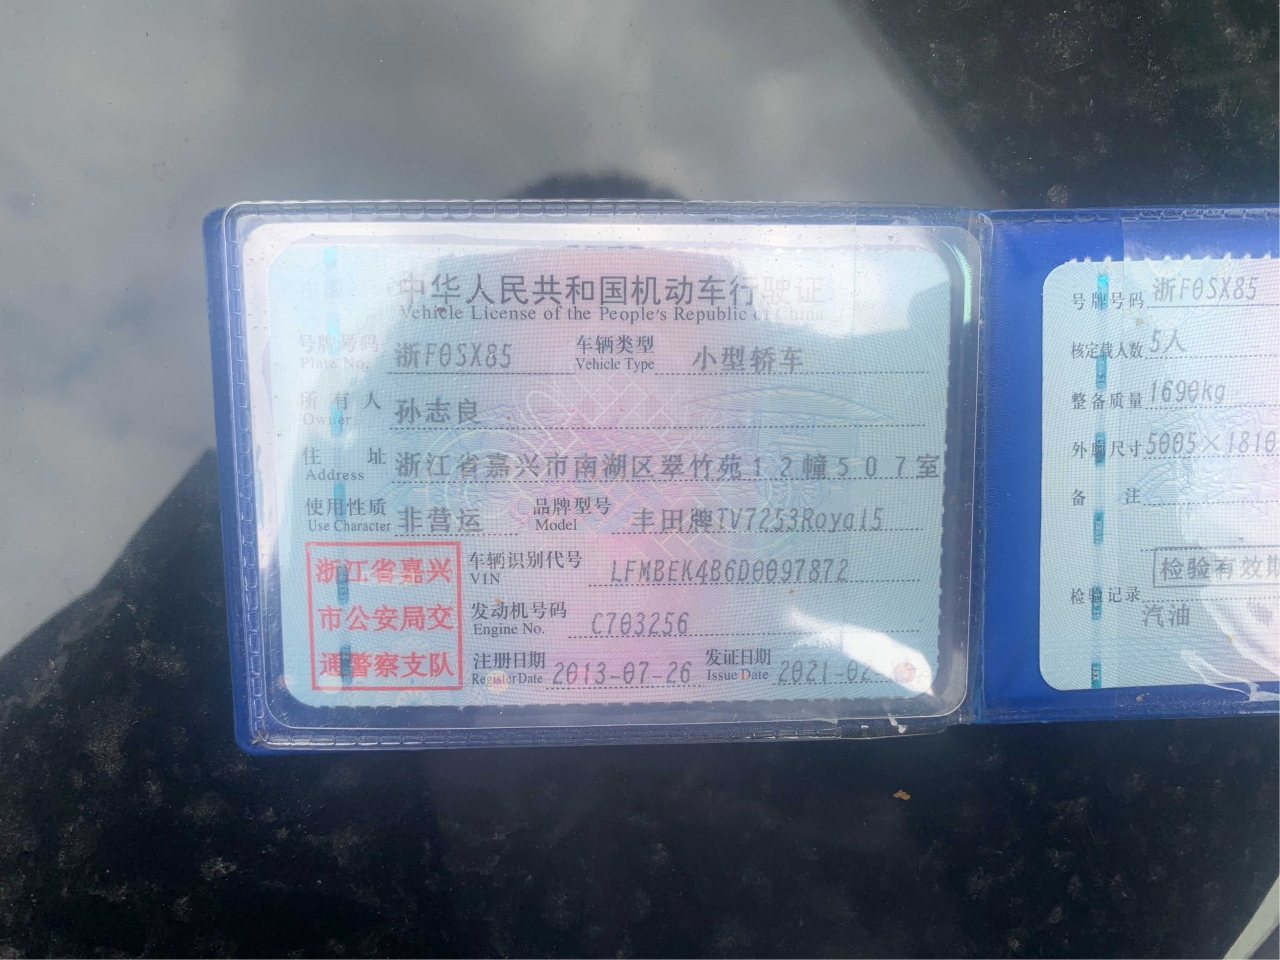 中华人民共和国机动车行驶证
Vehicle License of the People's Republic of China
号牌号码 浙F0SX85 车辆类型 小型轿车
Plate No. Vehicle Type
所有人 孙志良
Owner
住址 浙江省嘉兴市南湖区翠竹苑12幢507室
Address
使用性质 非营运 品牌型号 丰田牌TV7253Royal5
Use Character Model
浙江省嘉兴
市公安局交
通警察支队
车辆识别代号 LFMBEK4B6D0097872
VIN
发动机号码 C703256
Engine No.
注册日期 2013-07-26 发证日期 2021-02
Register Date Issue Date
号牌号码 浙F0SX85
核定载人数 5人
整备质量 1690kg
外廓尺寸 5005×1810
备注
检验有效期
检验记录
汽油